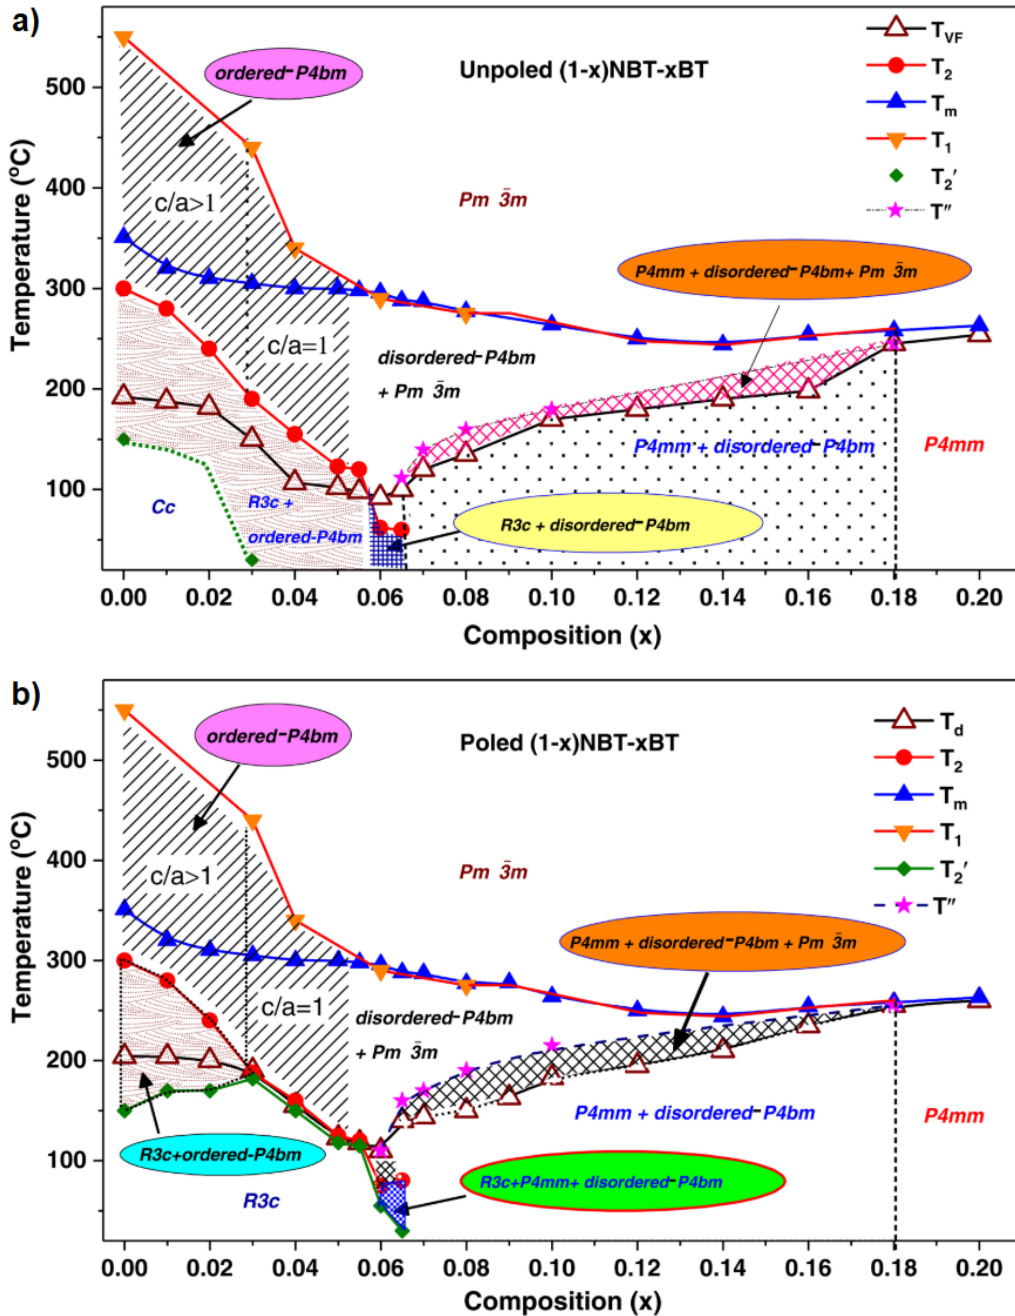 a)
Unpoled (1-x)NBT-xBT
T_VF
T_2
T_m
T_1
T_2′
T″
ordered-P4bm
c/a>1
Pm 3̄m
P4mm + disordered-P4bm+ Pm 3̄m
c/a=1
disordered-P4bm
+ Pm 3̄m
P4mm + disordered-P4bm
P4mm
Cc
R3c +
ordered-P4bm
R3c + disordered-P4bm
Temperature (ºC)
500
400
300
200
100
0.00 0.02 0.04 0.06 0.08 0.10 0.12 0.14 0.16 0.18 0.20
Composition (x)
b)
Poled (1-x)NBT-xBT
T_d
T_2
T_m
T_1
T_2′
T″
ordered-P4bm
c/a>1
Pm 3̄m
P4mm + disordered-P4bm + Pm 3̄m
c/a=1
disordered-P4bm
+ Pm 3̄m
P4mm + disordered-P4bm
P4mm
R3c+ordered-P4bm
R3c+P4mm+ disordered-P4bm
R3c
Temperature (ºC)
500
400
300
200
100
0.00 0.02 0.04 0.06 0.08 0.10 0.12 0.14 0.16 0.18 0.20
Composition (x)